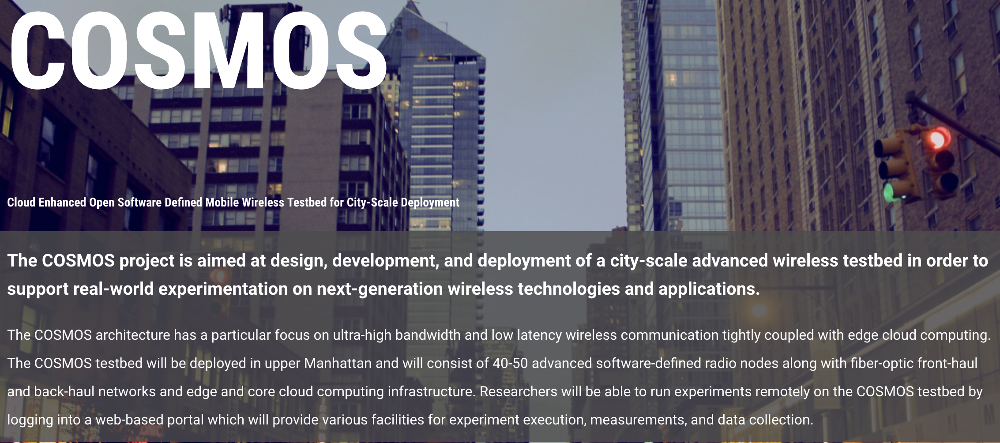 COSMOS
Cloud Enhanced Open Software Defined Mobile Wireless Testbed for City-Scale Deployment
The COSMOS project is aimed at design, development, and deployment of a city-scale advanced wireless testbed in order to
support real-world experimentation on next-generation wireless technologies and applications.
The COSMOS architecture has a particular focus on ultra-high bandwidth and low latency wireless communication tightly coupled with edge cloud computing.
The COSMOS testbed will be deployed in upper Manhattan and will consist of 40-50 advanced software-defined radio nodes along with fiber-optic front-haul
and back-haul networks and edge and core cloud computing infrastructure. Researchers will be able to run experiments remotely on the COSMOS testbed by
logging into a web-based portal which will provide various facilities for experiment execution, measurements, and data collection.